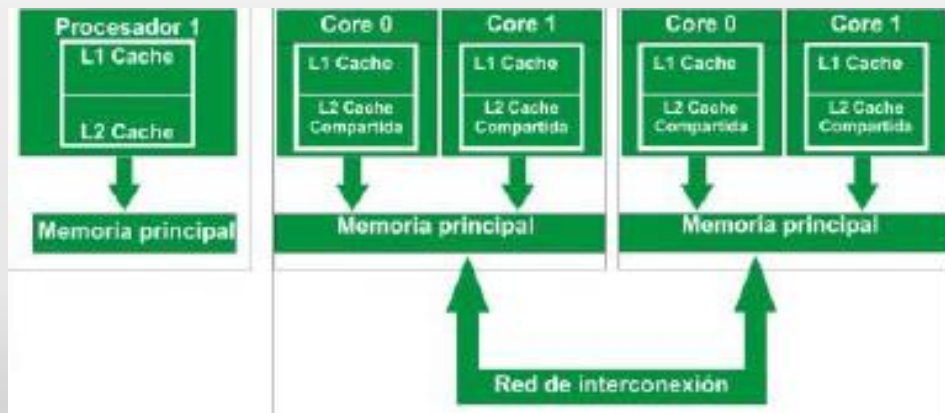 Procesador 1
L1 Cache
L2 Cache
Memoria principal
Core 0
L1 Cache
L2 Cache
Compartida
Core 1
L1 Cache
L2 Cache
Compartida
Memoria principal
Core 0
L1 Cache
L2 Cache
Compartida
Core 1
L1 Cache
L2 Cache
Compartida
Memoria principal
Red de interconexión